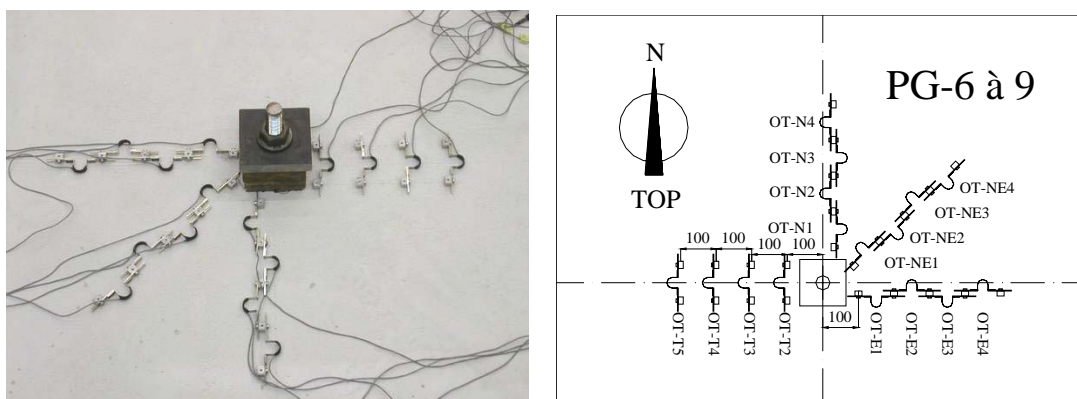 N
PG-6 à 9
OT-N4
OT-N3
OT-NE4
TOP
OT-N2
OT-NE3
OT-N1
OT-NE2
100 100 100 100
OT-NE1
100
OT-T5
OT-T4
OT-T3
OT-T2
OT-E1
OT-E2
OT-E3
OT-E4